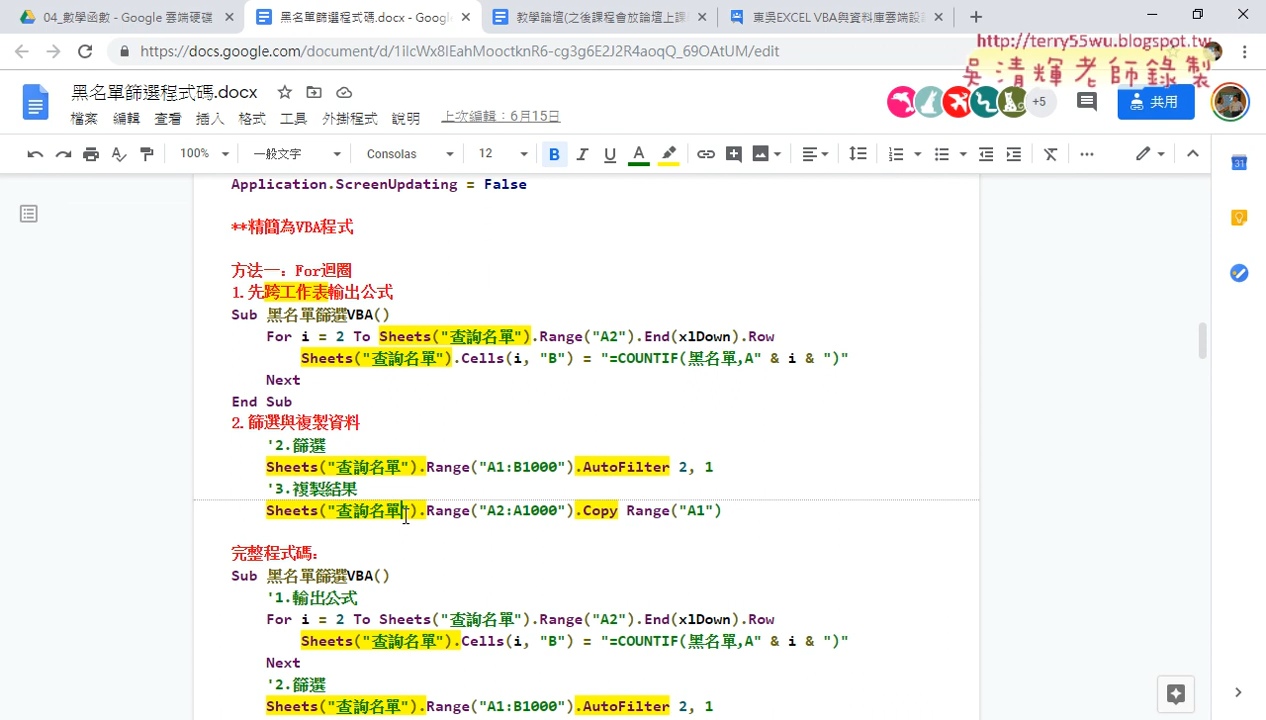 04_數學函數 - Google 雲端硬碟
黑名單篩選程式碼.docx - Googl
教學論壇(之後課程會放論壇上課
東吳EXCEL VBA與資料庫雲端設
http://terry55wu.blogspot.tw
吳清輝老師錄製
黑名單篩選程式碼.docx
檔案 編輯 查看 插入 格式 工具 外掛程式 說明 上次編輯：6月15日
+5
共用
100% 一般文字 Consolas 12 B I U A
31
Application.ScreenUpdating = False
**精簡為VBA程式
方法一：For迴圈
1.先跨工作表輸出公式
Sub 黑名單篩選VBA()
For i = 2 To Sheets("查詢名單").Range("A2").End(xlDown).Row
Sheets("查詢名單").Cells(i, "B") = "=COUNTIF(黑名單,A" & i & ")"
Next
End Sub
2.篩選與複製資料
'2.篩選
Sheets("查詢名單").Range("A1:B1000").AutoFilter 2, 1
'3.複製結果
Sheets("查詢名單").Range("A2:A1000").Copy Range("A1")
完整程式碼：
Sub 黑名單篩選VBA()
'1.輸出公式
For i = 2 To Sheets("查詢名單").Range("A2").End(xlDown).Row
Sheets("查詢名單").Cells(i, "B") = "=COUNTIF(黑名單,A" & i & ")"
Next
'2.篩選
Sheets("查詢名單").Range("A1:B1000").AutoFilter 2, 1